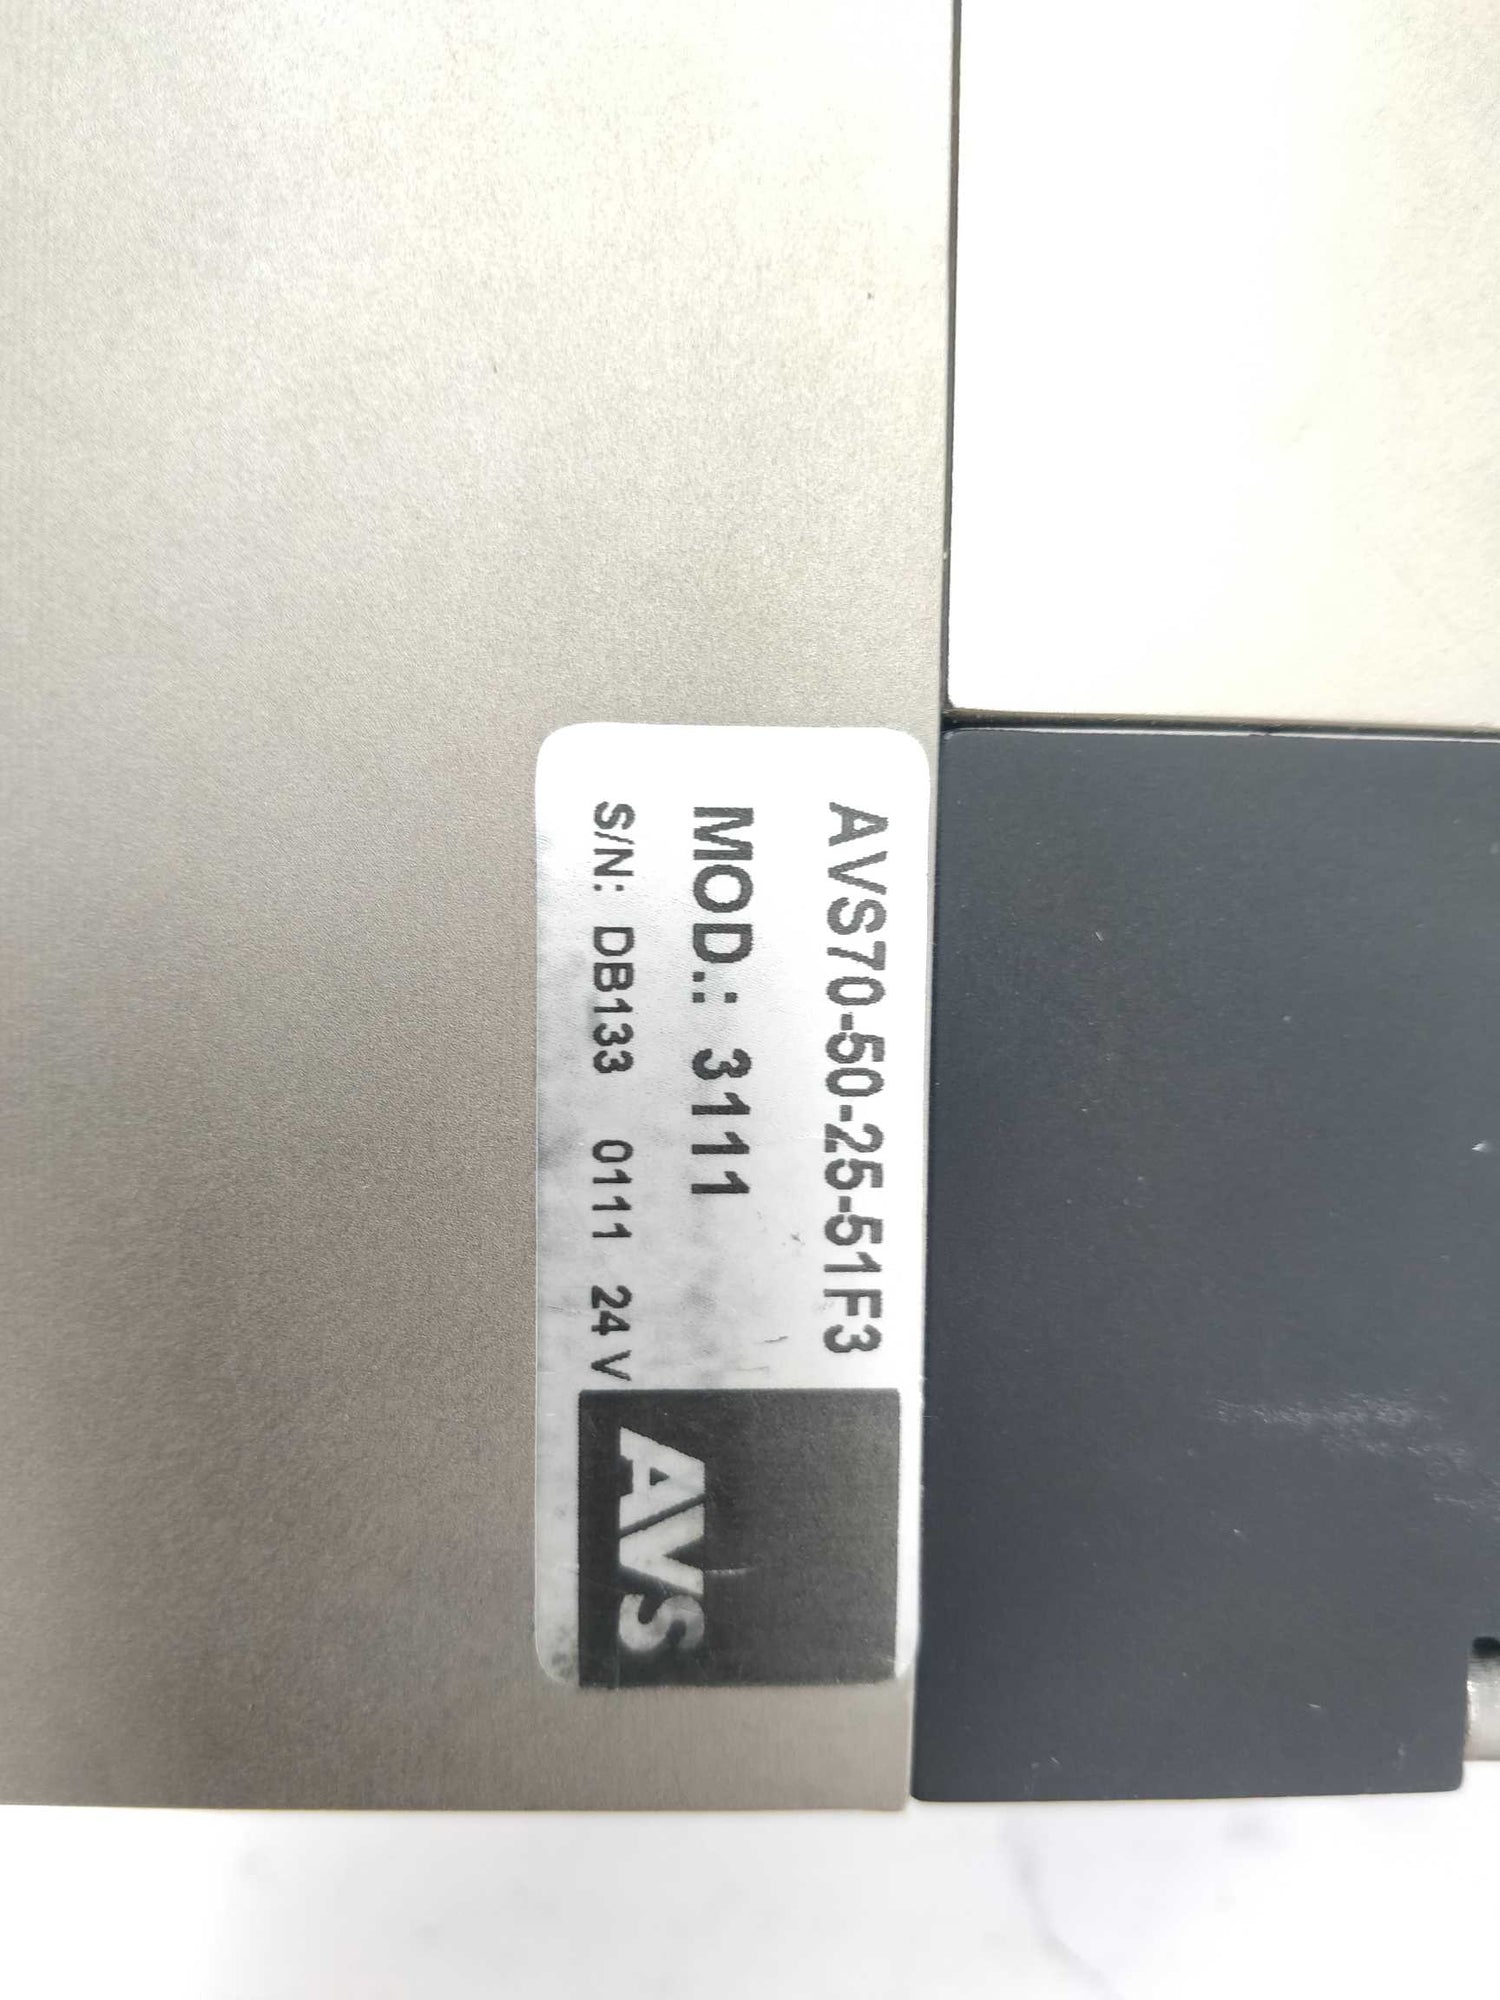 AVS70-50-25-51F3
MOD.: 3111
S/N: DB133 0111 24 V
AVS